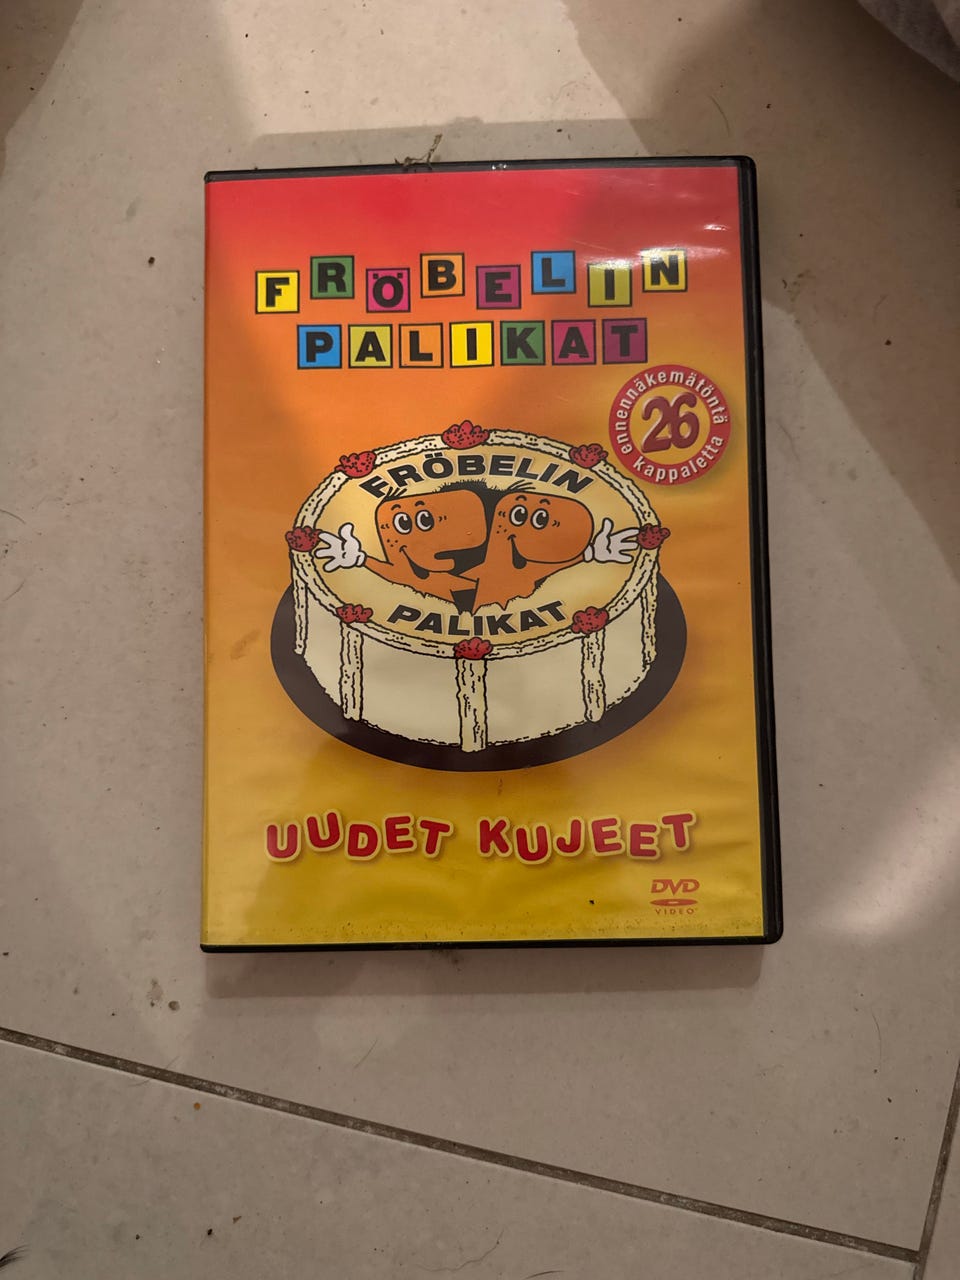 FRÖBELIN
PALIKAT
ennennäkemätöntä
26
kappaletta
FRÖBELIN
PALIKAT
UUDET KUJEET
DVD
VIDEO